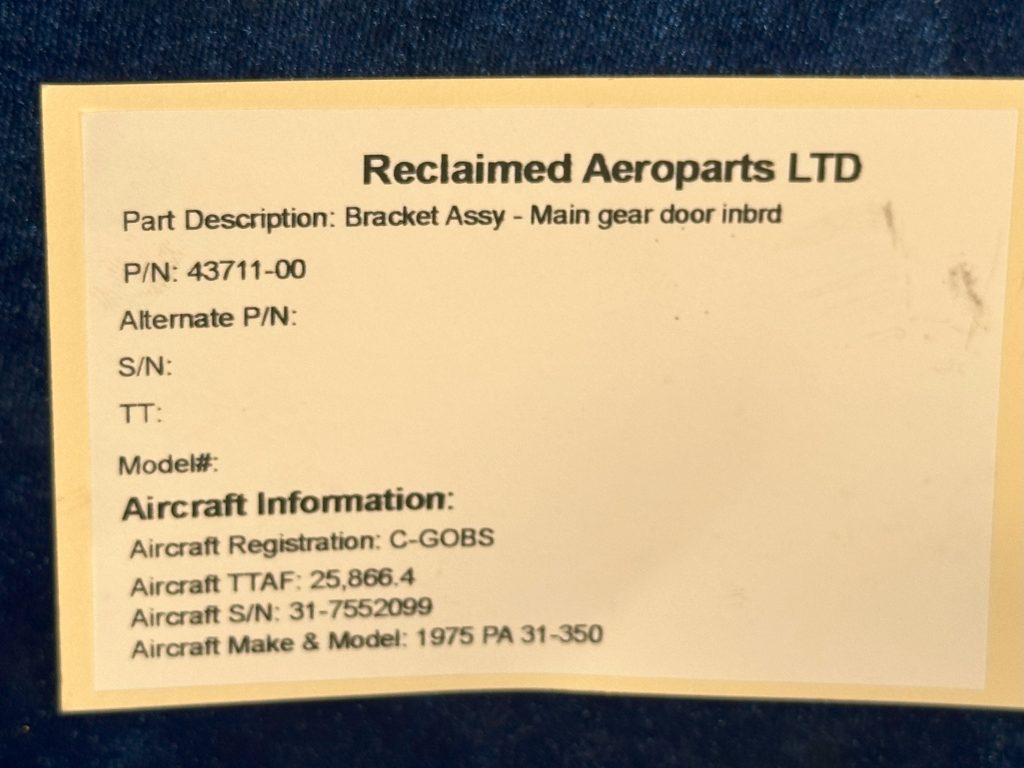 Reclaimed Aeroparts LTD
Part Description: Bracket Assy - Main gear door inbrd
P/N: 43711-00
Alternate P/N:
S/N:
TT:
Model#:
Aircraft Information:
Aircraft Registration: C-GOBS
Aircraft TTAF: 25,866.4
Aircraft S/N: 31-7552099
Aircraft Make & Model: 1975 PA 31-350